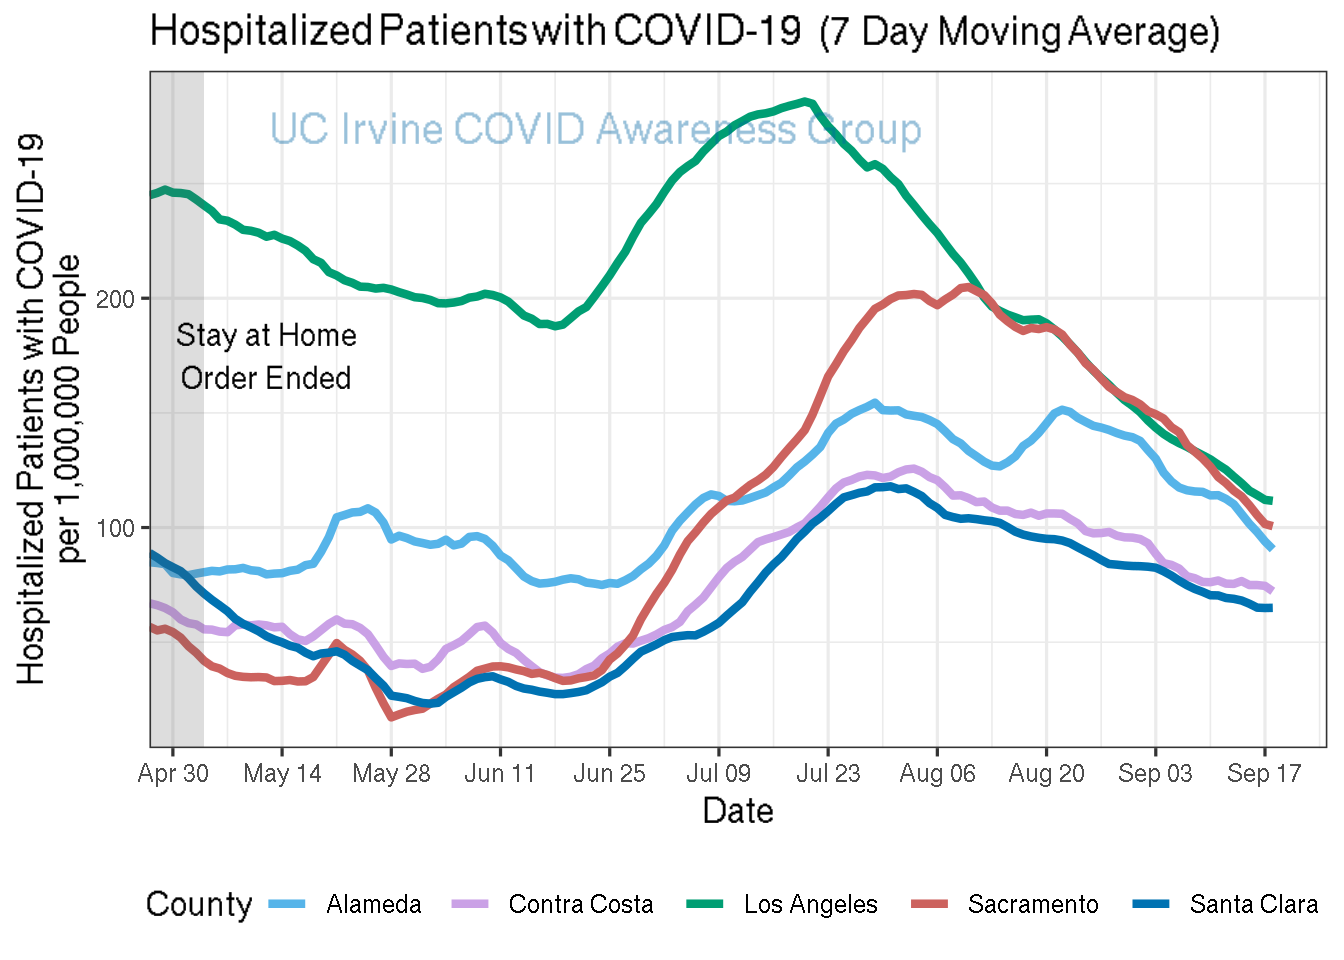 Hospitalized Patients with COVID-19 (7 Day Moving Average)
UC Irvine COVID Awareness Group
Hospitalized Patients with COVID-19
per 1,000,000 People
200
100
Stay at Home
Order Ended
Apr 30 May 14 May 28 Jun 11 Jun 25 Jul 09 Jul 23 Aug 06 Aug 20 Sep 03 Sep 17
Date
County Alameda Contra Costa Los Angeles Sacramento Santa Clara